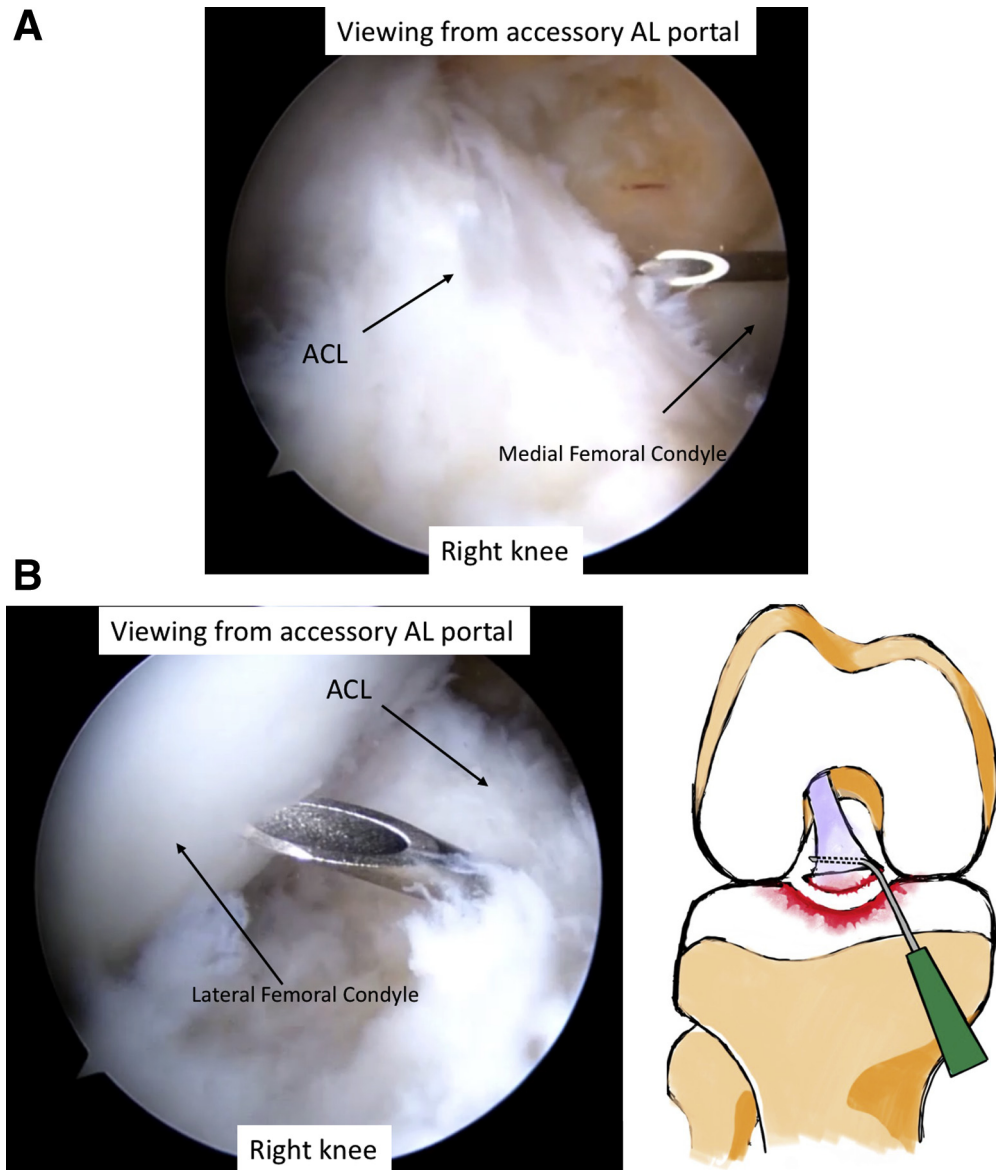 A
Viewing from accessory AL portal
ACL
Medial Femoral Condyle
Right knee
B
Viewing from accessory AL portal
ACL
Lateral Femoral Condyle
Right knee